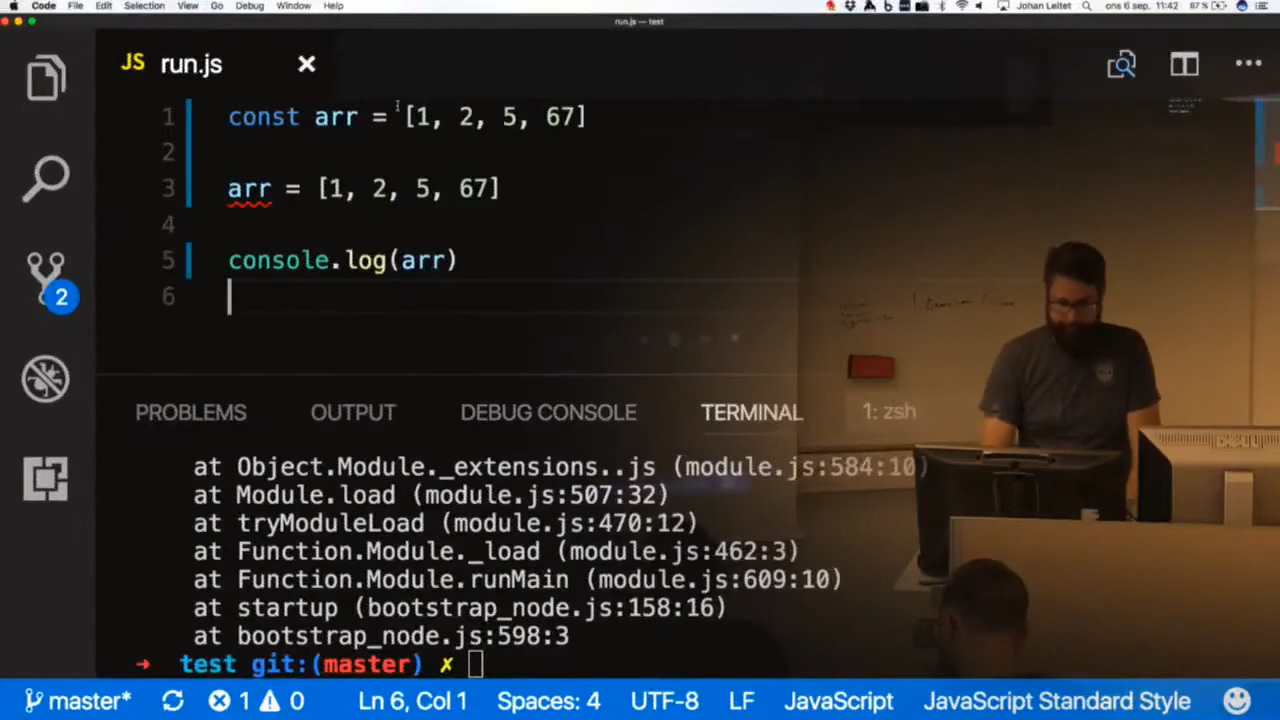 Code File Edit Selection View Go Debug Window Help Johan Leitet ons 6 sep. 11:42 87 %
run.js — test
JS run.js
1 const arr = [1, 2, 5, 67]
2
3 arr = [1, 2, 5, 67]
4
5 console.log(arr)
6
PROBLEMS OUTPUT DEBUG CONSOLE TERMINAL 1: zsh
at Object.Module._extensions..js (module.js:584:10)
at Module.load (module.js:507:32)
at tryModuleLoad (module.js:470:12)
at Function.Module._load (module.js:462:3)
at Function.Module.runMain (module.js:609:10)
at startup (bootstrap_node.js:158:16)
at bootstrap_node.js:598:3
➜ test git:(master) ✗
2
master* 1 0 Ln 6, Col 1 Spaces: 4 UTF-8 LF JavaScript JavaScript Standard Style
DELL